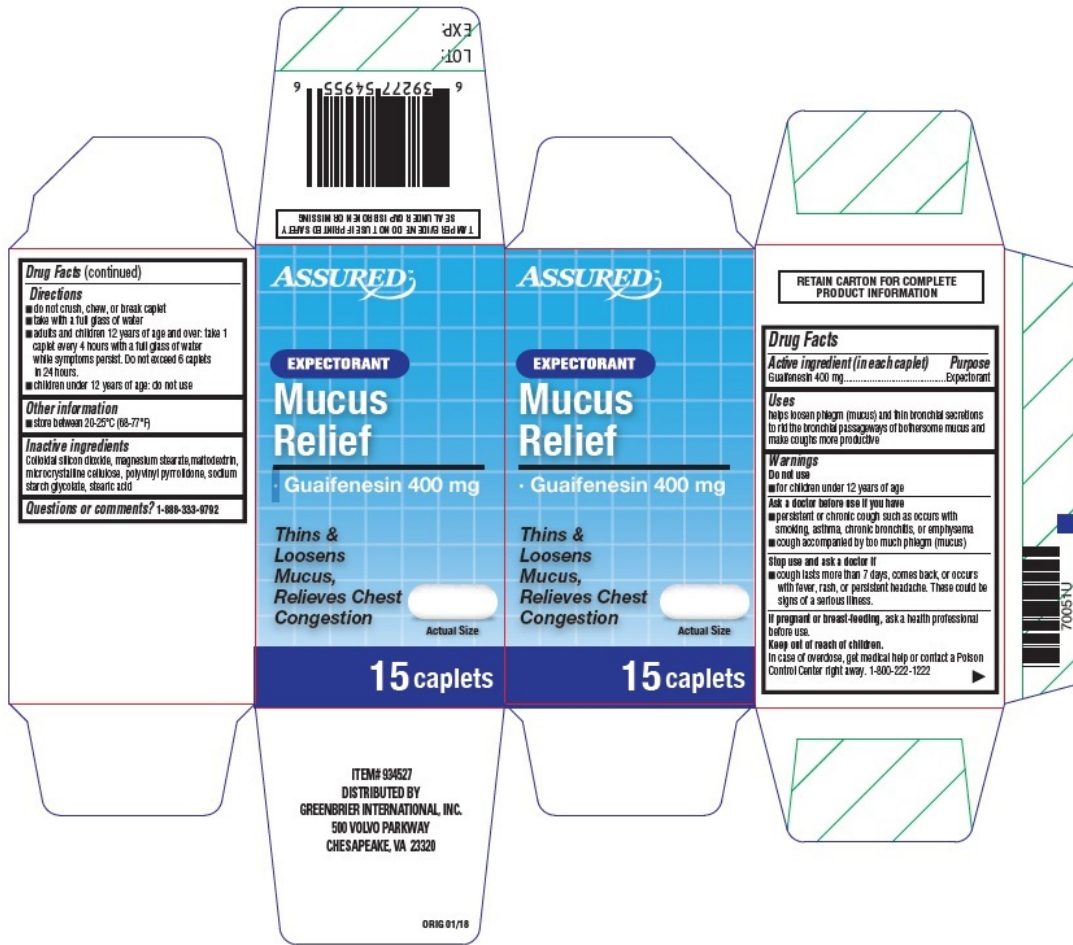 EXP:
LOT:
6 39277 54955 6
TAMPER EVIDENT: DO NOT USE IF PRINTED SAFETY
SEAL UNDER CAP IS BROKEN OR MISSING
Drug Facts (continued)
Directions
■ do not crush, chew, or break caplet
■ take with a full glass of water
■ adults and children 12 years of age and over: take 1
caplet every 4 hours with a full glass of water
while symptoms persist. Do not exceed 6 caplets
in 24 hours.
■ children under 12 years of age: do not use
Other information
■ store between 20-25°C (68-77°F)
Inactive ingredients
Colloidal silicon dioxide, magnesium stearate,maltodextrin,
microcrystalline cellulose, polyvinyl pyrrolidone, sodium
starch glycolate, stearic acid
Questions or comments? 1-888-333-9792
ASSURED™
EXPECTORANT
Mucus
Relief
· Guaifenesin 400 mg
Thins &
Loosens
Mucus,
Relieves Chest
Congestion
Actual Size
15 caplets
ASSURED™
EXPECTORANT
Mucus
Relief
· Guaifenesin 400 mg
Thins &
Loosens
Mucus,
Relieves Chest
Congestion
Actual Size
15 caplets
RETAIN CARTON FOR COMPLETE
PRODUCT INFORMATION
Drug Facts
Active ingredient (in each caplet) Purpose
Guaifenesin 400 mg......................................Expectorant
Uses
helps loosen phlegm (mucus) and thin bronchial secretions
to rid the bronchial passageways of bothersome mucus and
make coughs more productive
Warnings
Do not use
■ for children under 12 years of age
Ask a doctor before use if you have
■ persistent or chronic cough such as occurs with
smoking, asthma, chronic bronchitis, or emphysema
■ cough accompanied by too much phlegm (mucus)
Stop use and ask a doctor if
■ cough lasts more than 7 days, comes back, or occurs
with fever, rash, or persistent headache. These could be
signs of a serious illness.
If pregnant or breast-feeding, ask a health professional
before use.
Keep out of reach of children.
In case of overdose, get medical help or contact a Poison
Control Center right away. 1-800-222-1222
70051U
ITEM# 934527
DISTRIBUTED BY
GREENBRIER INTERNATIONAL, INC.
500 VOLVO PARKWAY
CHESAPEAKE, VA 23320
ORIG 01/18